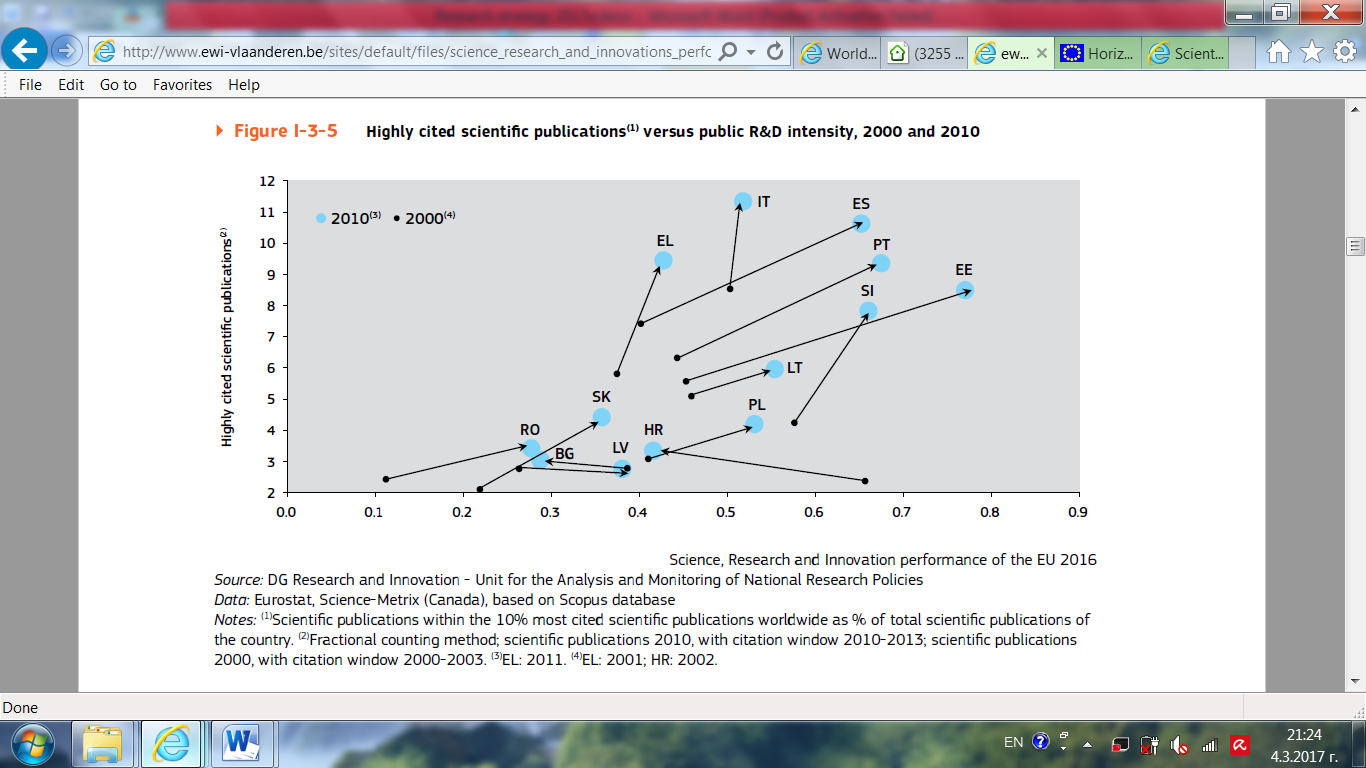 http://www.ewi-vlaanderen.be/sites/default/files/science_research_and_innovations_perfc
World...
(3255 ...
ew...
Horiz...
Scient...
File Edit Go to Favorites Help
Figure I-3-5 Highly cited scientific publications(1) versus public R&D intensity, 2000 and 2010
Highly cited scientific publications(2)
12
11
10
9
8
7
6
5
4
3
2
2010(3) 2000(4)
IT
ES
EL
PT
EE
SI
LT
SK
PL
RO
HR
LV
BG
0.0 0.1 0.2 0.3 0.4 0.5 0.6 0.7 0.8 0.9
Science, Research and Innovation performance of the EU 2016
Source: DG Research and Innovation - Unit for the Analysis and Monitoring of National Research Policies
Data: Eurostat, Science-Metrix (Canada), based on Scopus database
Notes: (1)Scientific publications within the 10% most cited scientific publications worldwide as % of total scientific publications of
the country. (2)Fractional counting method; scientific publications 2010, with citation window 2010-2013; scientific publications
2000, with citation window 2000-2003. (3)EL: 2011. (4)EL: 2001; HR: 2002.
Done
EN
21:24
4.3.2017 г.